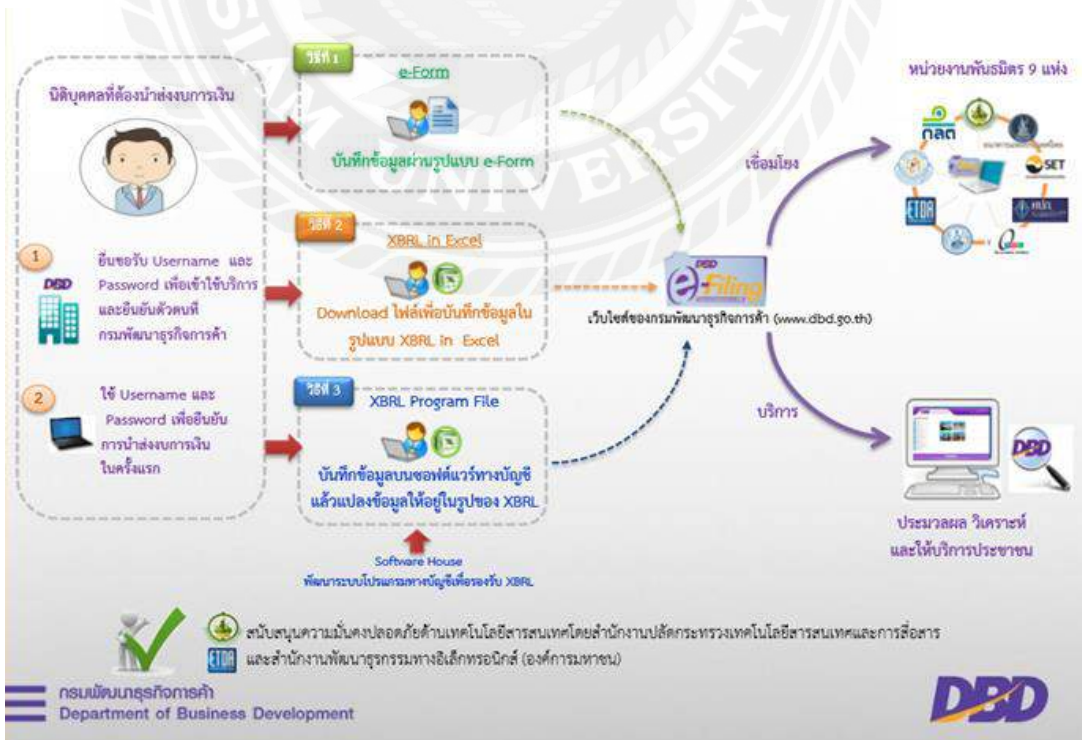 SIAM UNIVERSITY
นิติบุคคลที่ต้องนำส่งงบการเงิน
1
DBD
ยื่นขอรับ Username และ
Password เพื่อเข้าใช้บริการ
และยืนยันตัวตนที่
กรมพัฒนาธุรกิจการค้า
2
ใช้ Username และ
Password เพื่อยืนยัน
การนำส่งงบการเงิน
ในครั้งแรก
วิธีที่ 1
e-Form
บันทึกข้อมูลผ่านรูปแบบ e-Form
วิธีที่ 2
XBRL in Excel
Download ไฟล์เพื่อบันทึกข้อมูลใน
รูปแบบ XBRL in Excel
วิธีที่ 3
XBRL Program File
บันทึกข้อมูลบนซอฟต์แวร์ทางบัญชี
แล้วแปลงข้อมูลให้อยู่ในรูปของ XBRL
Software House
พัฒนาระบบโปรแกรมทางบัญชีเพื่อรองรับ XBRL
DBD
e-Filing
เว็บไซต์ของกรมพัฒนาธุรกิจการค้า (www.dbd.go.th)
เชื่อมโยง
บริการ
หน่วยงานพันธมิตร 9 แห่ง
กลต
SET
ETDA
DBD
ประมวลผล วิเคราะห์
และให้บริการประชาชน
สนับสนุนความมั่นคงปลอดภัยด้านเทคโนโลยีสารสนเทศโดยสำนักงานปลัดกระทรวงเทคโนโลยีสารสนเทศและการสื่อสาร
ETDA
และสำนักงานพัฒนาธุรกรรมทางอิเล็กทรอนิกส์ (องค์การมหาชน)
กรมพัฒนาธุรกิจการค้า
Department of Business Development
DBD